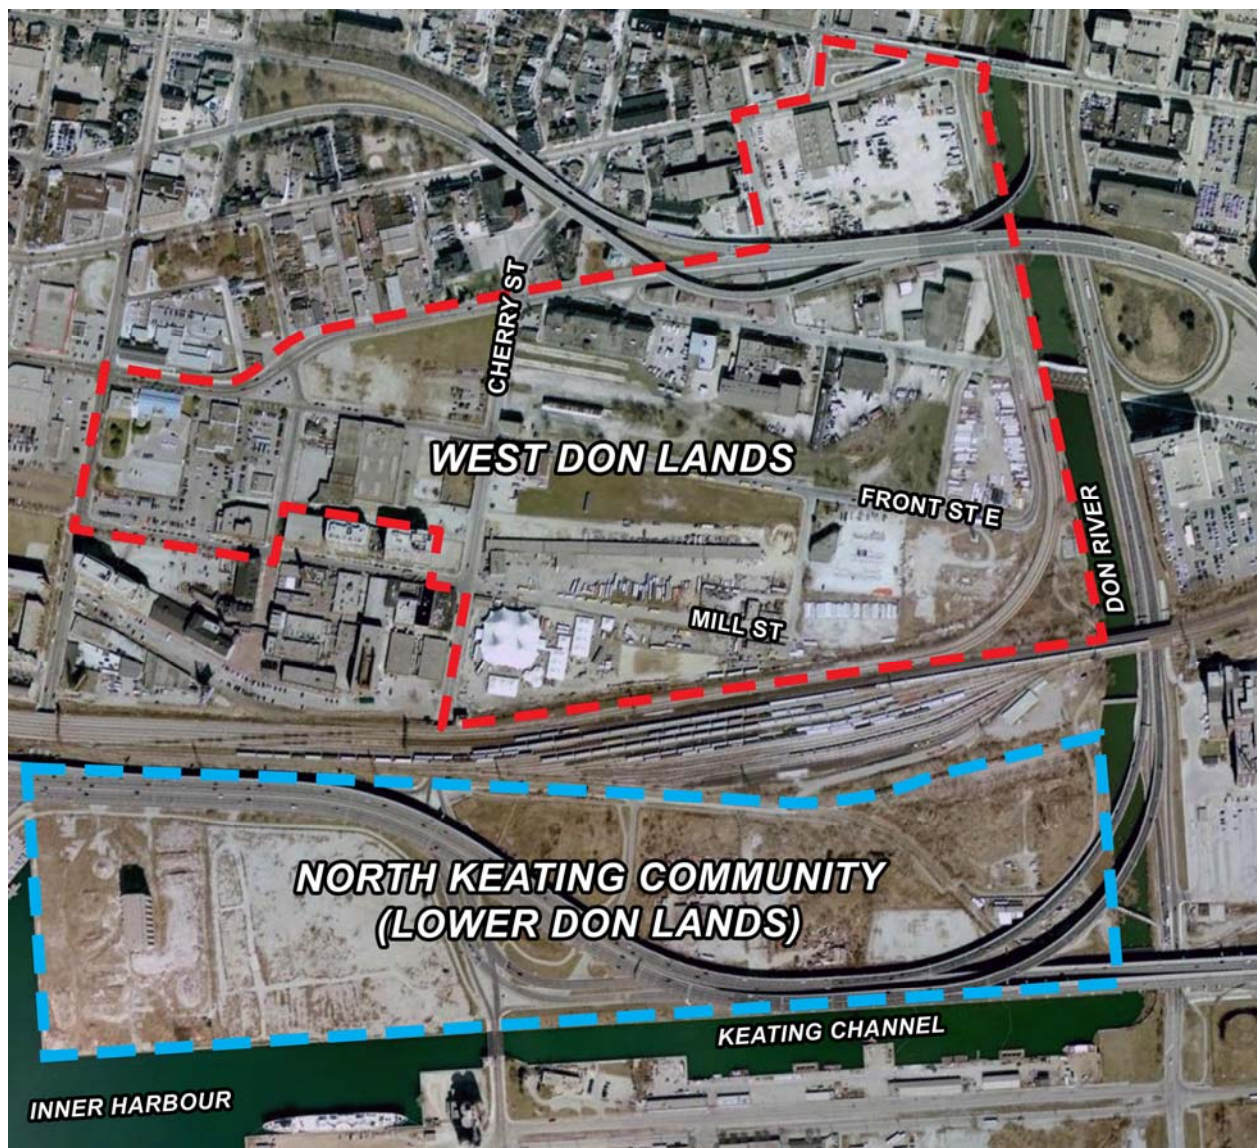 CHERRY ST
WEST DON LANDS
FRONT ST E
DON RIVER
MILL ST
NORTH KEATING COMMUNITY
(LOWER DON LANDS)
KEATING CHANNEL
INNER HARBOUR